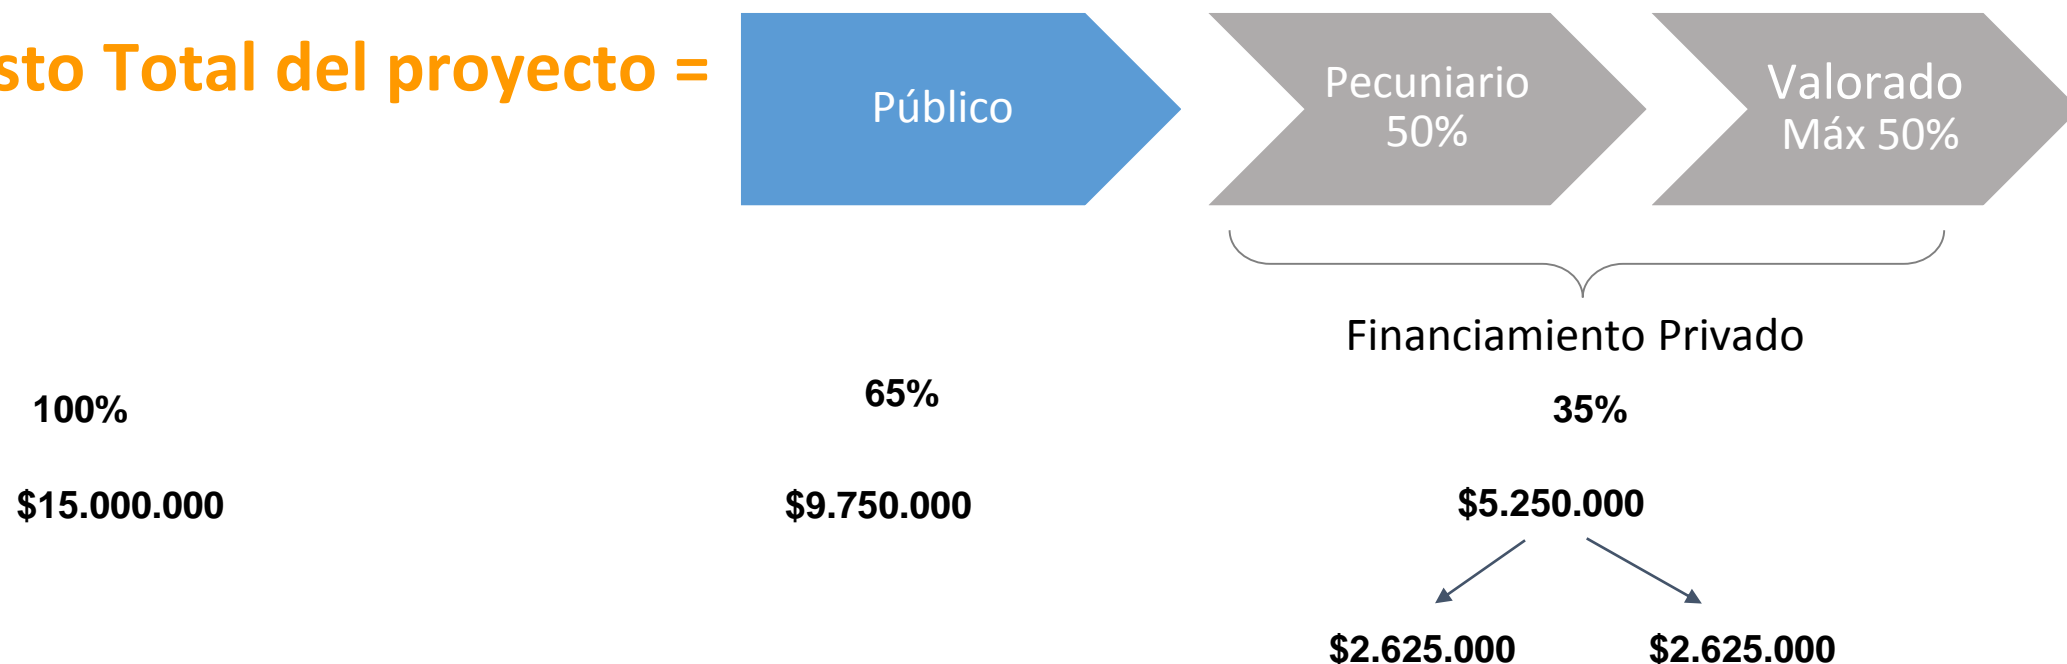 sto Total del proyecto =
Público
Pecuniario
50%
Valorado
Máx 50%
Financiamiento Privado
100%
65%
35%
$15.000.000
$9.750.000
$5.250.000
$2.625.000
$2.625.000